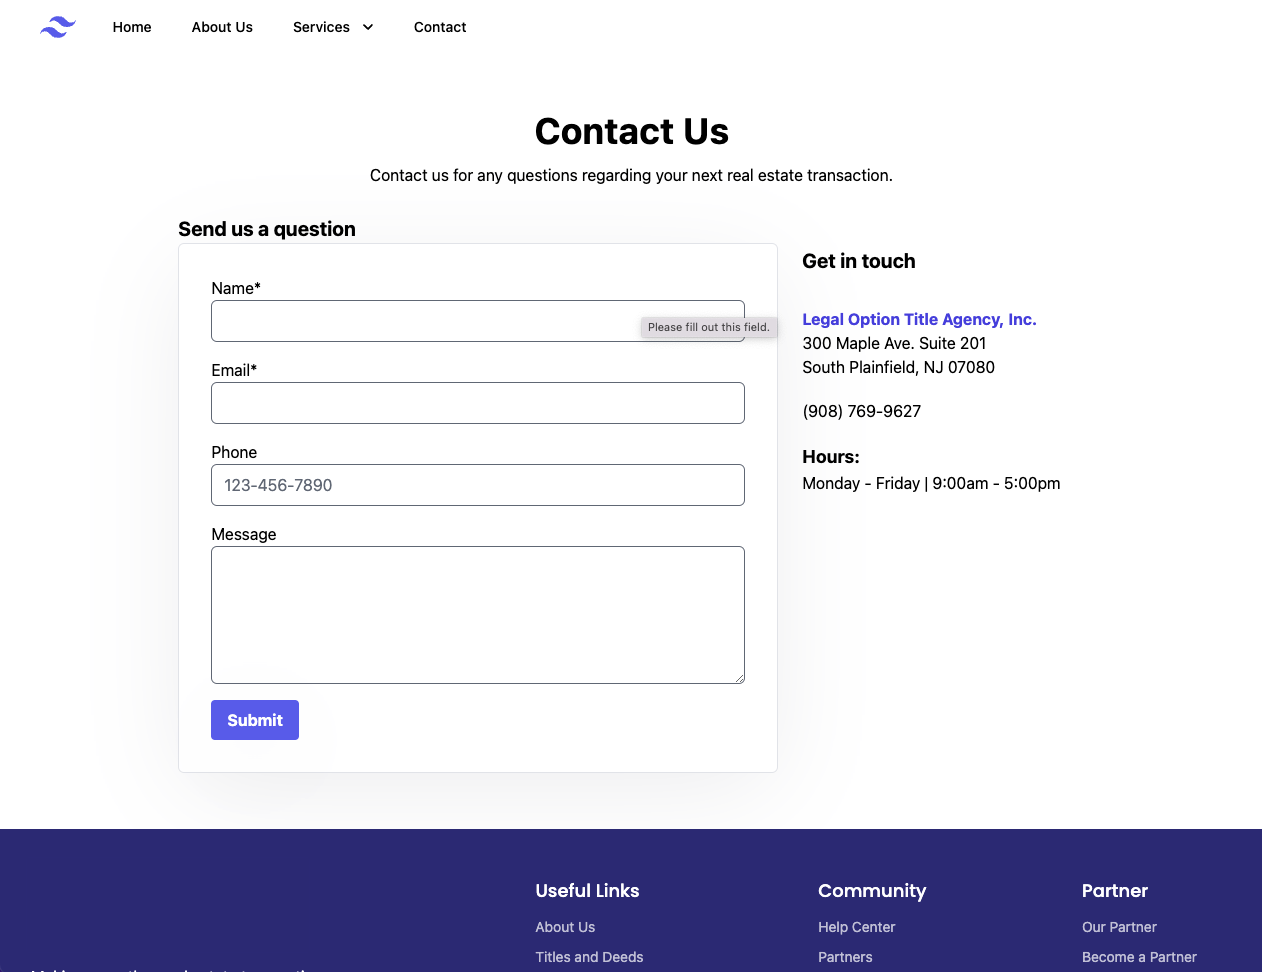 Home
About Us
Services
Contact
Contact Us
Contact us for any questions regarding your next real estate transaction.
Send us a question
Name*
Please fill out this field.
Email*
Phone
123-456-7890
Message
Submit
Get in touch
Legal Option Title Agency, Inc.
300 Maple Ave. Suite 201
South Plainfield, NJ 07080
(908) 769-9627
Hours:
Monday - Friday | 9:00am - 5:00pm
Useful Links
About Us
Titles and Deeds
Community
Help Center
Partners
Partner
Our Partner
Become a Partner